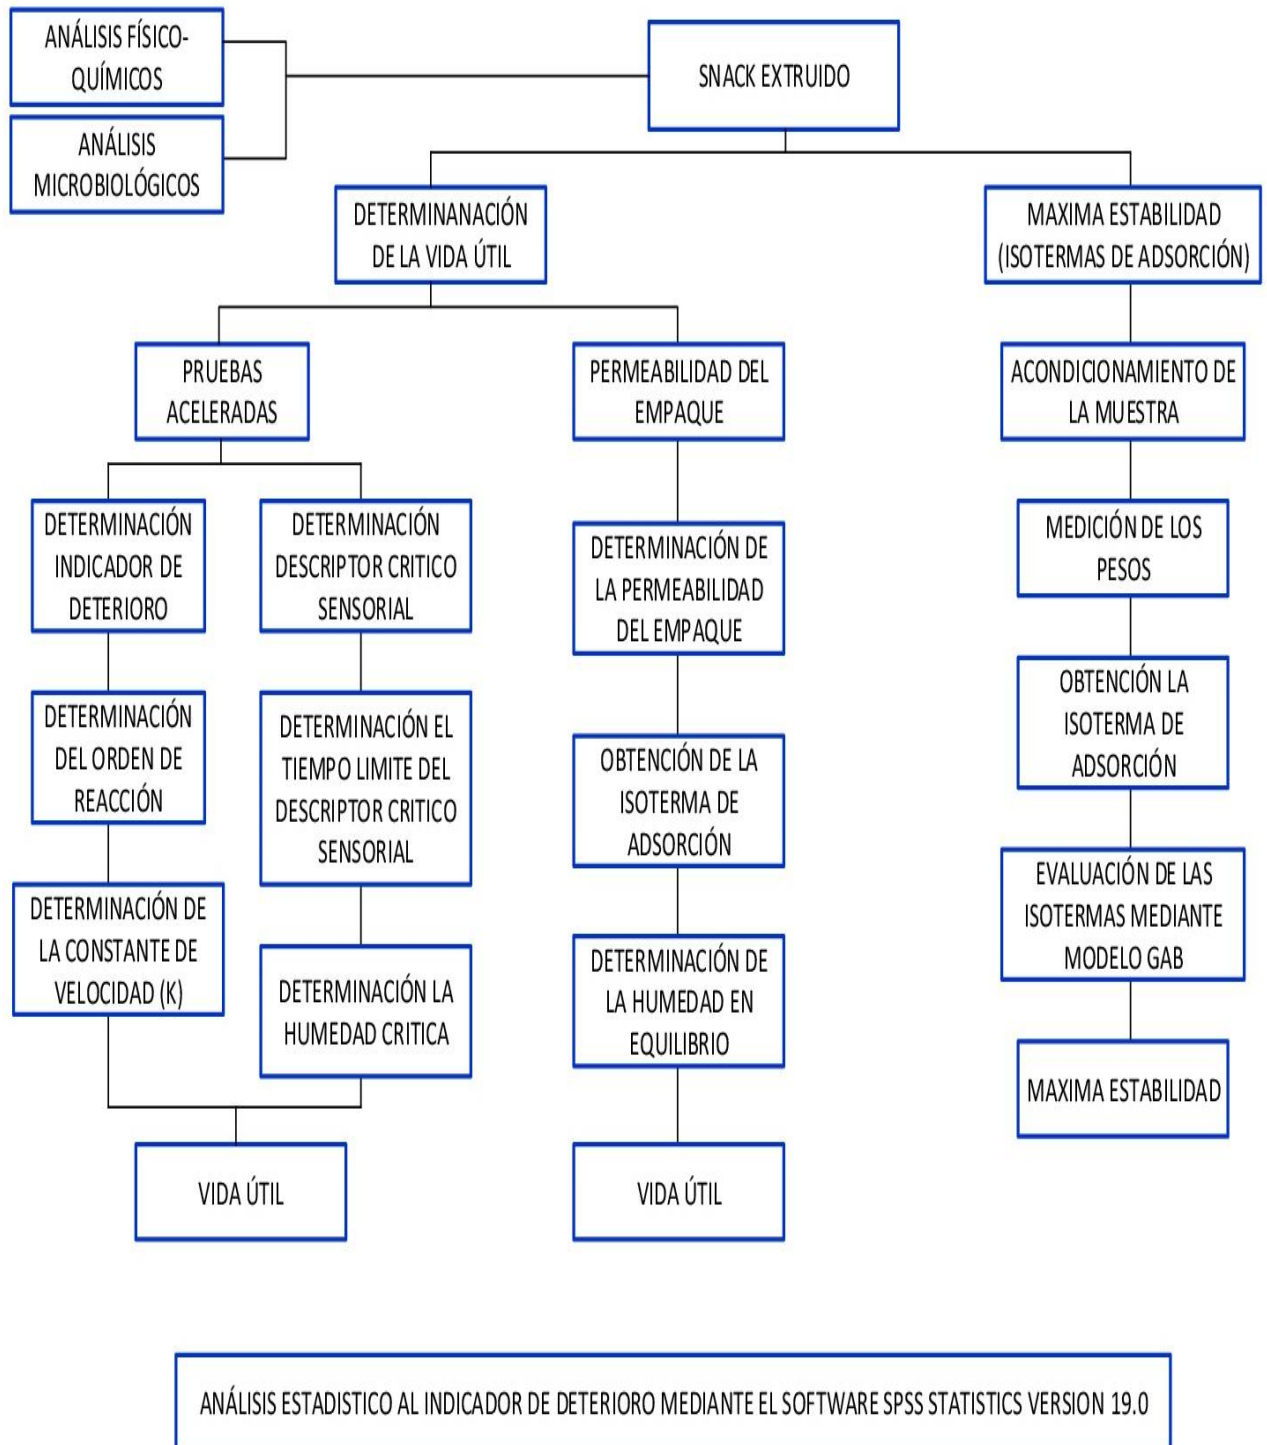 ANÁLISIS FÍSICO-
QUÍMICOS
SNACK EXTRUIDO
ANÁLISIS
MICROBIOLÓGICOS
DETERMINANACIÓN
DE LA VIDA ÚTIL
MAXIMA ESTABILIDAD
(ISOTERMAS DE ADSORCIÓN)
PRUEBAS
ACELERADAS
PERMEABILIDAD DEL
EMPAQUE
ACONDICIONAMIENTO DE
LA MUESTRA
DETERMINACIÓN
INDICADOR DE
DETERIORO
DETERMINACIÓN
DESCRIPTOR CRITICO
SENSORIAL
DETERMINACIÓN DE
LA PERMEABILIDAD
DEL EMPAQUE
MEDICIÓN DE LOS
PESOS
DETERMINACIÓN
DEL ORDEN DE
REACCIÓN
DETERMINACIÓN EL
TIEMPO LIMITE DEL
DESCRIPTOR CRITICO
SENSORIAL
OBTENCIÓN DE LA
ISOTERMA DE
ADSORCIÓN
OBTENCIÓN LA
ISOTERMA DE
ADSORCIÓN
DETERMINACIÓN DE
LA CONSTANTE DE
VELOCIDAD (K)
DETERMINACIÓN LA
HUMEDAD CRITICA
DETERMINACIÓN DE
LA HUMEDAD EN
EQUILIBRIO
EVALUACIÓN DE LAS
ISOTERMAS MEDIANTE
MODELO GAB
MAXIMA ESTABILIDAD
VIDA ÚTIL
VIDA ÚTIL
ANÁLISIS ESTADISTICO AL INDICADOR DE DETERIORO MEDIANTE EL SOFTWARE SPSS STATISTICS VERSION 19.0